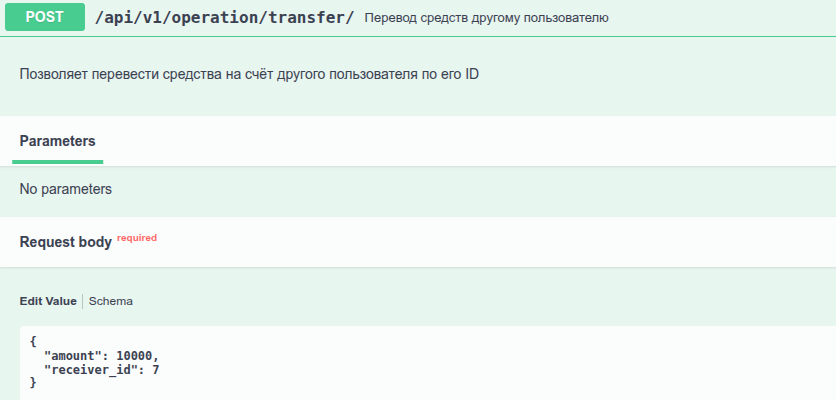 POST /api/v1/operation/transfer/ Перевод средств другому пользователю
Позволяет перевести средства на счёт другого пользователя по его ID
Parameters
No parameters
Request body required
Edit Value | Schema
{
"amount": 10000,
"receiver_id": 7
}